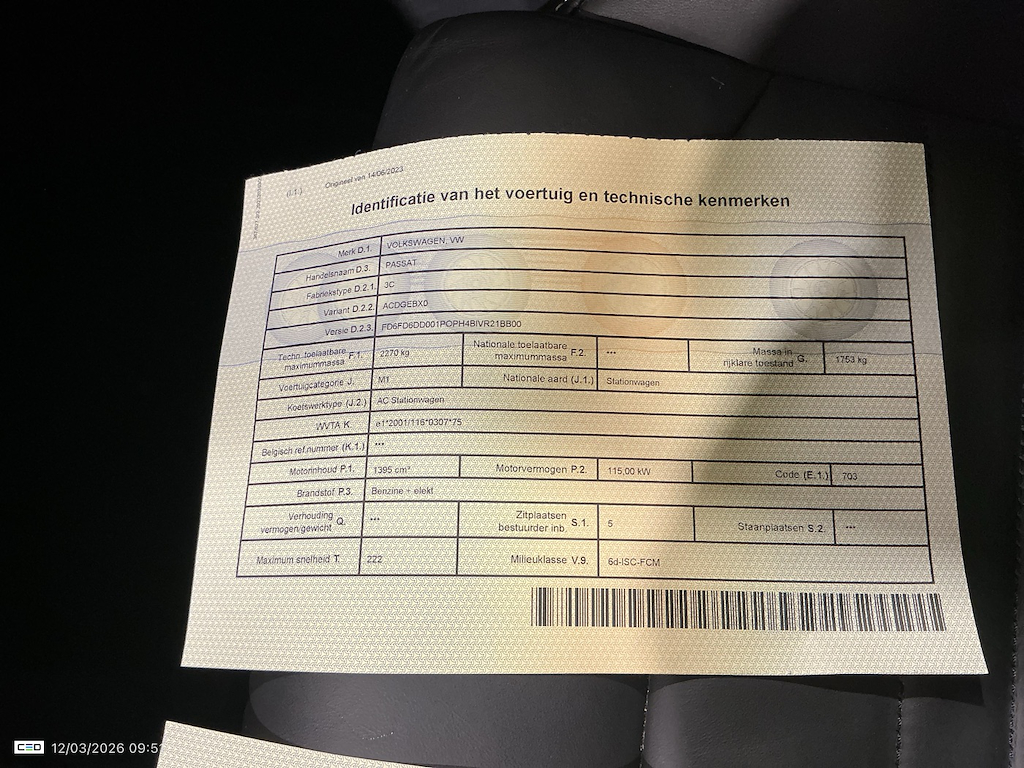 (I.1.) Origineel van 14/06/2023
Identificatie van het voertuig en technische kenmerken
Merk D.1. VOLKSWAGEN, VW
Handelsnaam D.3. PASSAT
Fabriekstype D.2.1. 3C
Variant D.2.2. ACDGEBX0
Versie D.2.3. FD6FD6DD001POPH4BIVR21BB00
Techn. toelaatbare maximummassa F.1. 2270 kg Nationale toelaatbare maximummassa F.2. *** Massa in rijklare toestand G. 1753 kg
Voertuigcategorie J. M1 Nationale aard (J.1.) Stationwagen
Koetswerktype (J.2.) AC Stationwagen
WVTA K. e1*2001/116*0307*75
Belgisch ref.nummer (K.1.) ***
Motorinhoud P.1. 1395 cm³ Motorvermogen P.2. 115,00 kW Code (E.1.) 703
Brandstof P.3. Benzine + elekt
Verhouding vermogen/gewicht Q. *** Zitplaatsen bestuurder inb. S.1. 5 Staanplaatsen S.2. ***
Maximum snelheid T. 222 Milieuklasse V.9. 6d-ISC-FCM
CEO 12/03/2026 09:5